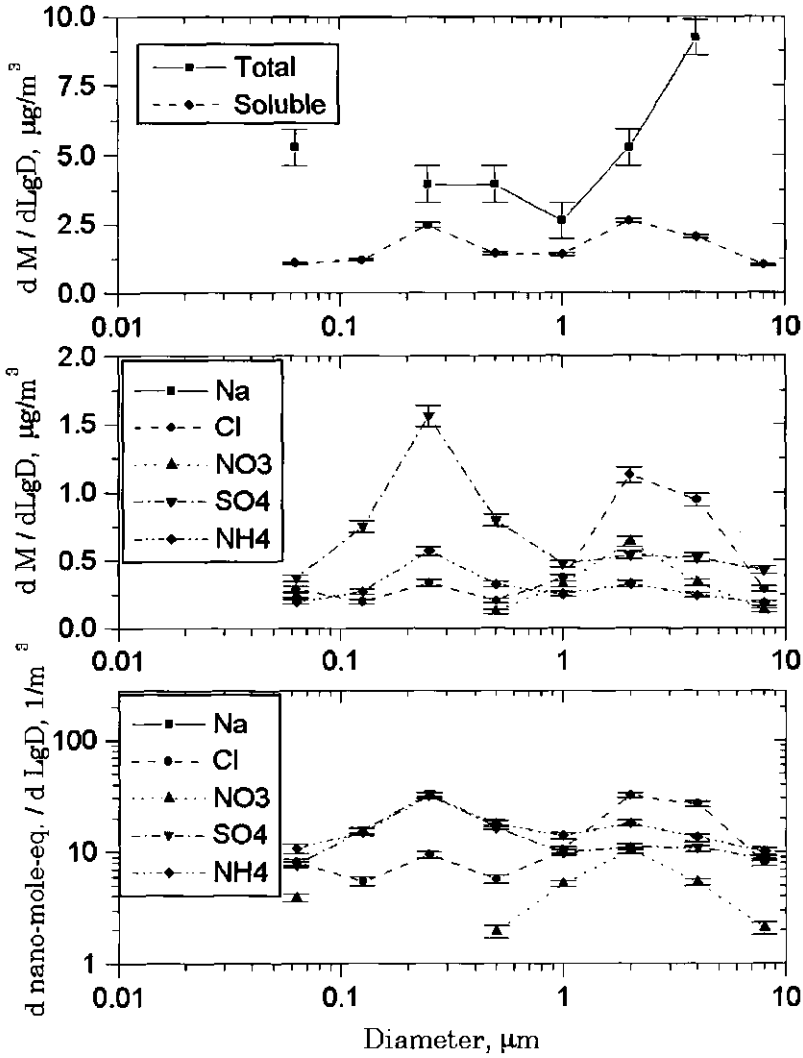 10.0
7.5
5.0
2.5
0.0
d M / dLgD, μg/m³
Total
Soluble
0.01
0.1
1
10
2.0
1.5
1.0
0.5
0.0
d M / dLgD, μg/m³
Na
Cl
NO3
SO4
NH4
0.01
0.1
1
10
100
10
1
d nano-mole-eq. / d LgD, 1/m³
Na
Cl
NO3
SO4
NH4
0.01
0.1
1
10
Diameter, μm